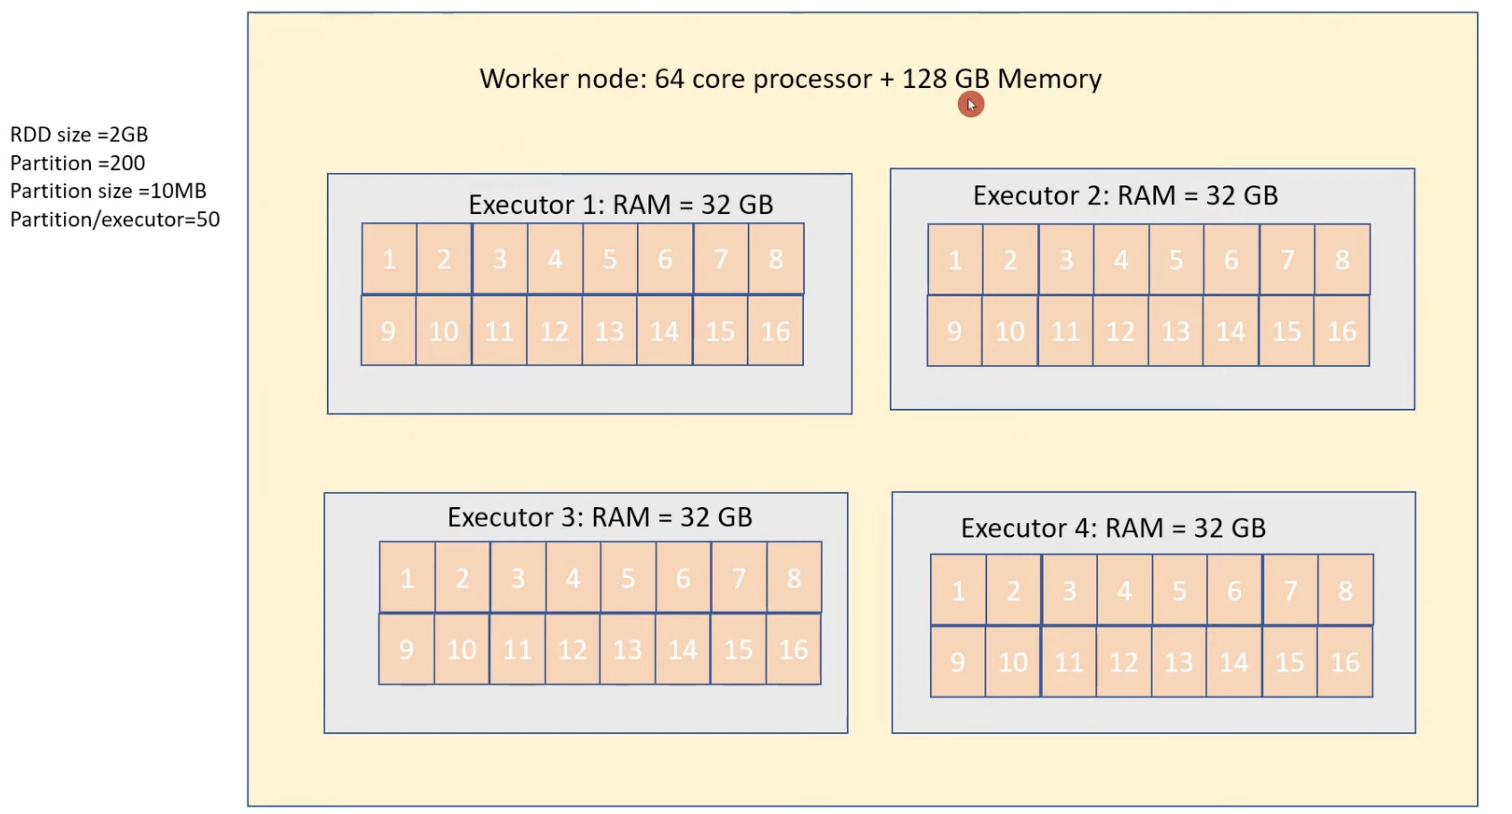 Worker node: 64 core processor + 128 GB Memory
RDD size =2GB
Partition =200
Partition size =10MB
Partition/executor=50
Executor 1: RAM = 32 GB
1 2 3 4 5 6 7 8
9 10 11 12 13 14 15 16
Executor 2: RAM = 32 GB
1 2 3 4 5 6 7 8
9 10 11 12 13 14 15 16
Executor 3: RAM = 32 GB
1 2 3 4 5 6 7 8
9 10 11 12 13 14 15 16
Executor 4: RAM = 32 GB
1 2 3 4 5 6 7 8
9 10 11 12 13 14 15 16